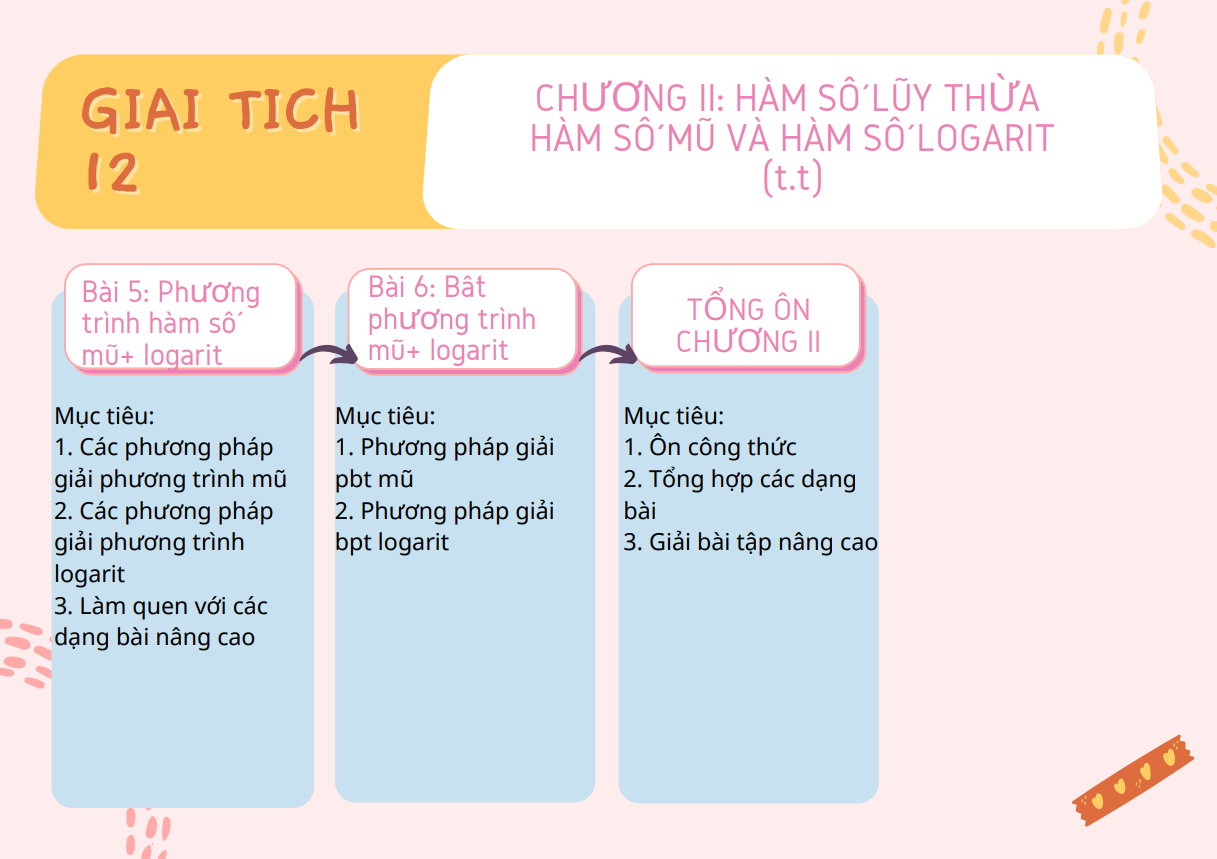 GIAI TICH
12
CHƯƠNG II: HÀM SỐ LŨY THỪA
HÀM SỐ MŨ VÀ HÀM SỐ LOGARIT
(t.t)
Bài 5: Phương
trình hàm số
mũ+ logarit
Mục tiêu:
1. Các phương pháp
giải phương trình mũ
2. Các phương pháp
giải phương trình
logarit
3. Làm quen với các
dạng bài nâng cao
Bài 6: Bât
phương trình
mũ+ logarit
Mục tiêu:
1. Phương pháp giải
pbt mũ
2. Phương pháp giải
bpt logarit
TỔNG ÔN
CHƯƠNG II
Mục tiêu:
1. Ôn công thức
2. Tổng hợp các dạng
bài
3. Giải bài tập nâng cao